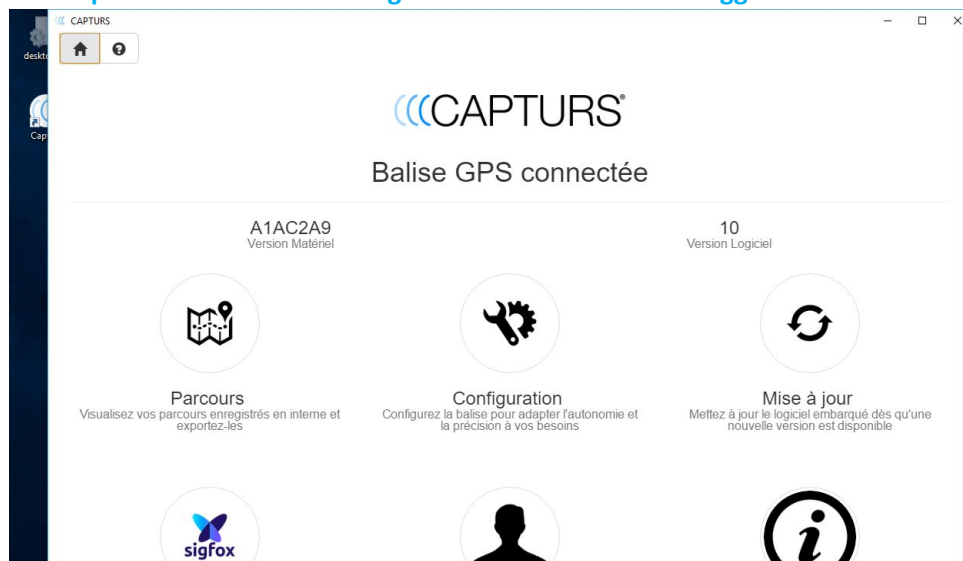 CAPTURS
deskto
Capt
(((CAPTURS®
Balise GPS connectée
A1AC2A9
Version Matériel
10
Version Logiciel
Parcours
Visualisez vos parcours enregistrés en interne et
exportez-les
Configuration
Configurez la balise pour adapter l'autonomie et
la précision à vos besoins
Mise à jour
Mettez à jour le logiciel embarqué dès qu'une
nouvelle version est disponible
sigfox